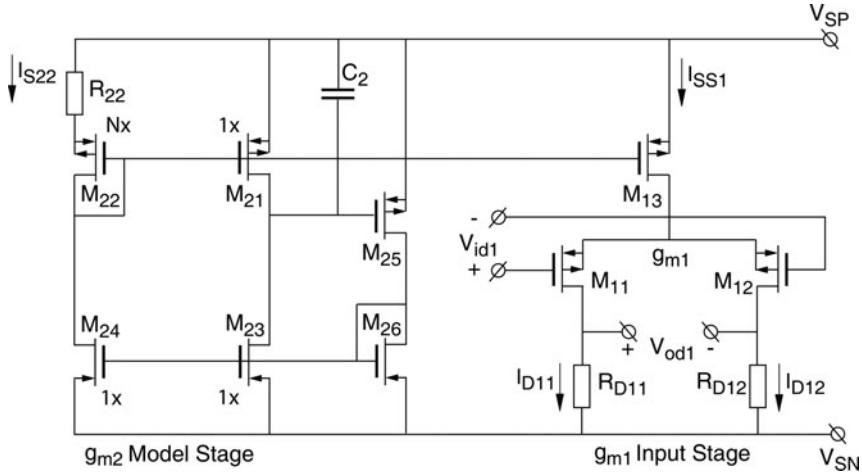 V_SP
I_S22
R_22
C_2
I_SS1
Nx
1x
M_22
M_21
M_13
M_25
-
V_id1
+
g_m1
M_11
M_12
M_24
M_23
M_26
+
V_od1
-
1x
1x
I_D11
R_D11
R_D12
I_D12
g_m2 Model Stage
g_m1 Input Stage
V_SN